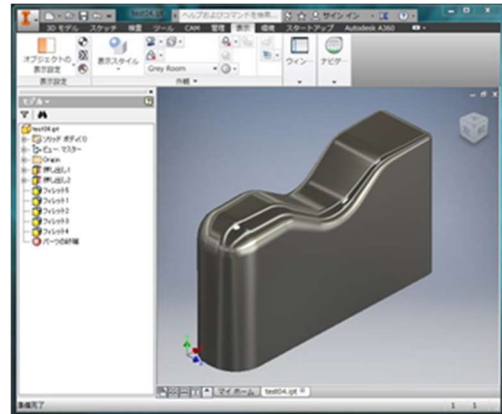 test04.ipt
ヘルプおよびコマンドを検索...
サイン イン
3D モデル スケッチ 検査 ツール CAM 管理 表示 環境 スタートアップ Autodesk A360
オブジェクトの
表示設定
表示スタイル
Grey Room
ウィン...
ナビゲ...
表示設定
外観
モデル
test04.ipt
ソリッド ボディ(1)
ビュー: マスター
Origin
押し出し1
押し出し2
フィレット5
フィレット1
フィレット2
フィレット3
フィレット4
パーツの終端
マイ ホーム
test04.ipt
準備完了
1 1